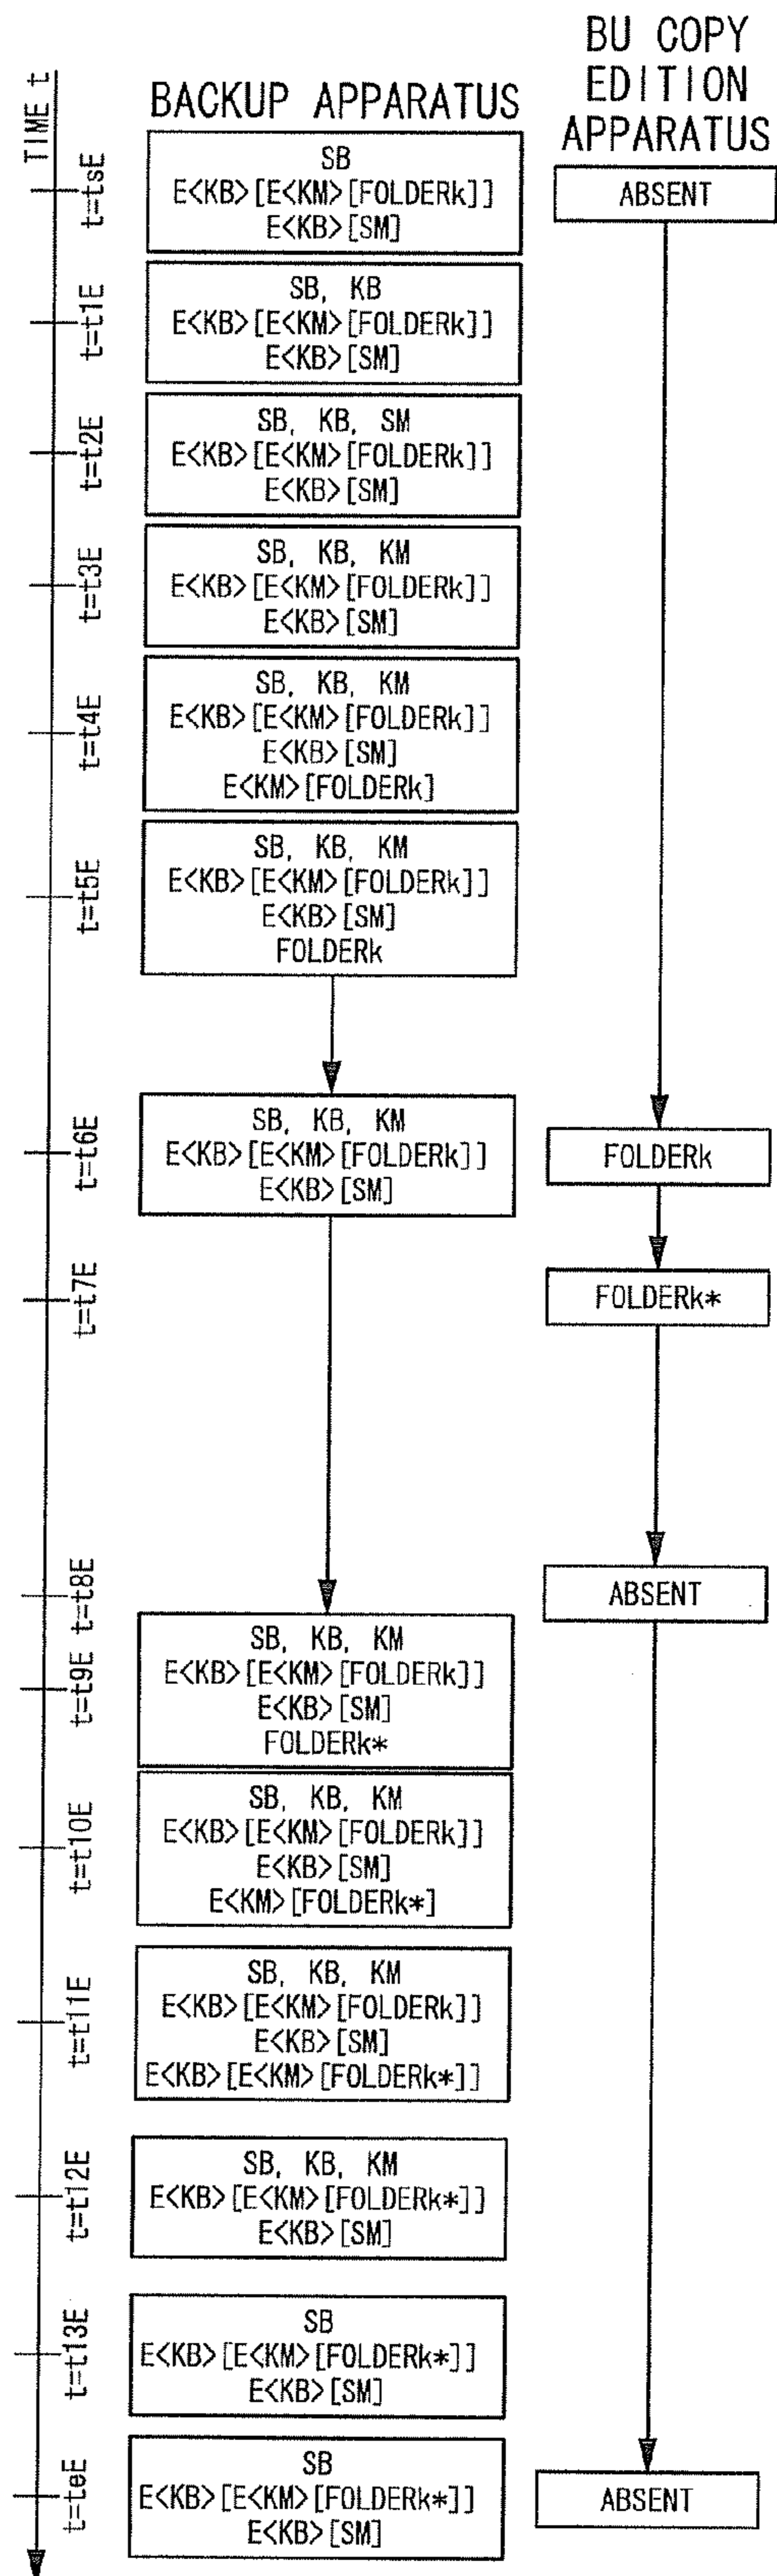 TIME t
BACKUP APPARATUS
BU COPY
EDITION
APPARATUS
t=tsE
SB
E<KB>[E<KM>[FOLDERk]]
E<KB>[SM]
ABSENT
t=t1E
SB, KB
E<KB>[E<KM>[FOLDERk]]
E<KB>[SM]
t=t2E
SB, KB, SM
E<KB>[E<KM>[FOLDERk]]
E<KB>[SM]
t=t3E
SB, KB, KM
E<KB>[E<KM>[FOLDERk]]
E<KB>[SM]
t=t4E
SB, KB, KM
E<KB>[E<KM>[FOLDERk]]
E<KB>[SM]
E<KM>[FOLDERk]
t=t5E
SB, KB, KM
E<KB>[E<KM>[FOLDERk]]
E<KB>[SM]
FOLDERk
t=t6E
SB, KB, KM
E<KB>[E<KM>[FOLDERk]]
E<KB>[SM]
FOLDERk
t=t7E
FOLDERk*
t=t8E
ABSENT
t=t9E
SB, KB, KM
E<KB>[E<KM>[FOLDERk]]
E<KB>[SM]
FOLDERk*
t=t10E
SB, KB, KM
E<KB>[E<KM>[FOLDERk]]
E<KB>[SM]
E<KM>[FOLDERk*]
t=t11E
SB, KB, KM
E<KB>[E<KM>[FOLDERk]]
E<KB>[SM]
E<KB>[E<KM>[FOLDERk*]]
t=t12E
SB, KB, KM
E<KB>[E<KM>[FOLDERk*]]
E<KB>[SM]
t=t13E
SB
E<KB>[E<KM>[FOLDERk*]]
E<KB>[SM]
t=teE
SB
E<KB>[E<KM>[FOLDERk*]]
E<KB>[SM]
ABSENT